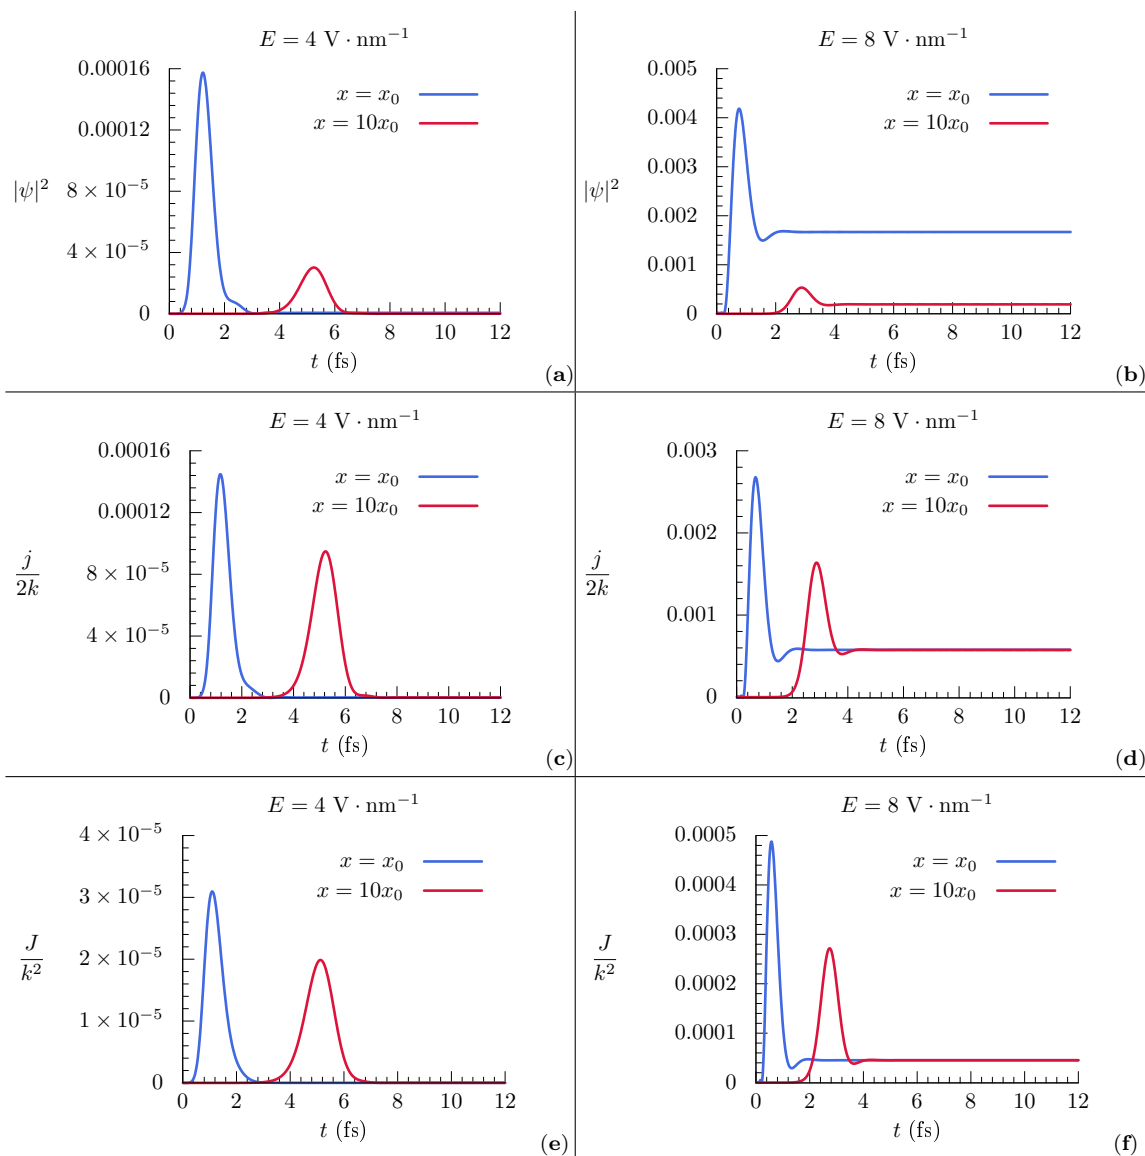 E = 4 V · nm⁻¹
0.00016
0.00012
8 × 10⁻⁵
4 × 10⁻⁵
0
|ψ|²
x = x₀
x = 10x₀
0 2 4 6 8 10 12
t (fs)
(a)
E = 8 V · nm⁻¹
0.005
0.004
0.003
0.002
0.001
0
|ψ|²
x = x₀
x = 10x₀
0 2 4 6 8 10 12
t (fs)
(b)
E = 4 V · nm⁻¹
0.00016
0.00012
8 × 10⁻⁵
4 × 10⁻⁵
0
j
2k
x = x₀
x = 10x₀
0 2 4 6 8 10 12
t (fs)
(c)
E = 8 V · nm⁻¹
0.003
0.002
0.001
0
j
2k
x = x₀
x = 10x₀
0 2 4 6 8 10 12
t (fs)
(d)
E = 4 V · nm⁻¹
4 × 10⁻⁵
3 × 10⁻⁵
2 × 10⁻⁵
1 × 10⁻⁵
0
J
k²
x = x₀
x = 10x₀
0 2 4 6 8 10 12
t (fs)
(e)
E = 8 V · nm⁻¹
0.0005
0.0004
0.0003
0.0002
0.0001
0
J
k²
x = x₀
x = 10x₀
0 2 4 6 8 10 12
t (fs)
(f)